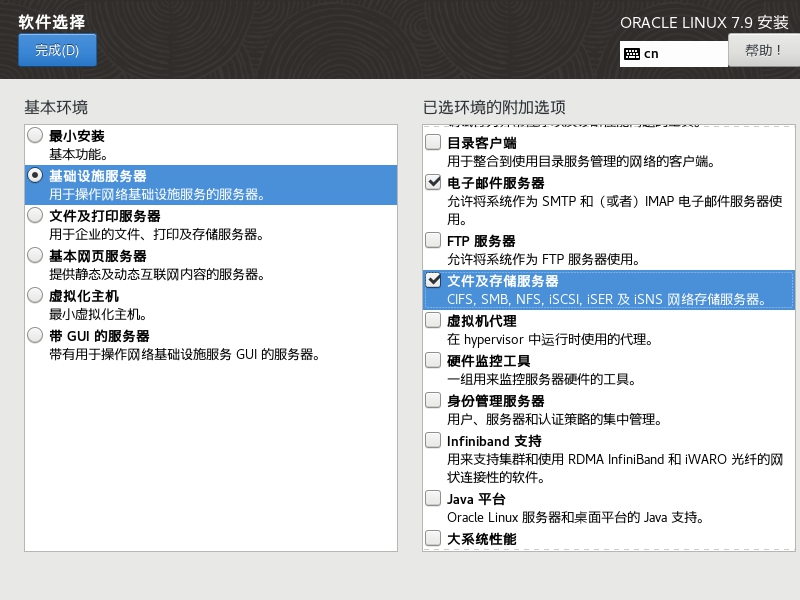 软件选择
ORACLE LINUX 7.9 安装
完成(D)
cn
帮助！
基本环境
已选环境的附加选项
最小安装
基本功能。
基础设施服务器
用于操作网络基础设施服务的服务器。
文件及打印服务器
用于企业的文件、打印及存储服务器。
基本网页服务器
提供静态及动态互联网内容的服务器。
虚拟化主机
最小虚拟化主机。
带 GUI 的服务器
带有用于操作网络基础设施服务 GUI 的服务器。
目录客户端
用于整合到使用目录服务管理的网络的客户端。
电子邮件服务器
允许将系统作为 SMTP 和（或者）IMAP 电子邮件服务器使
用。
FTP 服务器
允许将系统作为 FTP 服务器使用。
文件及存储服务器
CIFS, SMB, NFS, iSCSI, iSER 及 iSNS 网络存储服务器。
虚拟机代理
在 hypervisor 中运行时使用的代理。
硬件监控工具
一组用来监控服务器硬件的工具。
身份管理服务器
用户、服务器和认证策略的集中管理。
Infiniband 支持
用来支持集群和使用 RDMA InfiniBand 和 iWARO 光纤的网
状连接性的软件。
Java 平台
Oracle Linux 服务器和桌面平台的 Java 支持。
大系统性能